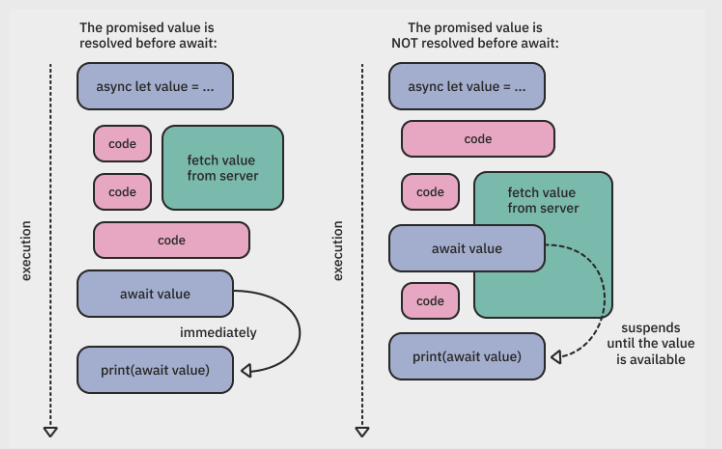 The promised value is
resolved before await:
async let value = ...
code
fetch value
from server
code
code
await value
immediately
print(await value)
execution
The promised value is
NOT resolved before await:
async let value = ...
code
code
fetch value
from server
await value
code
print(await value)
suspends
until the value
is available
execution